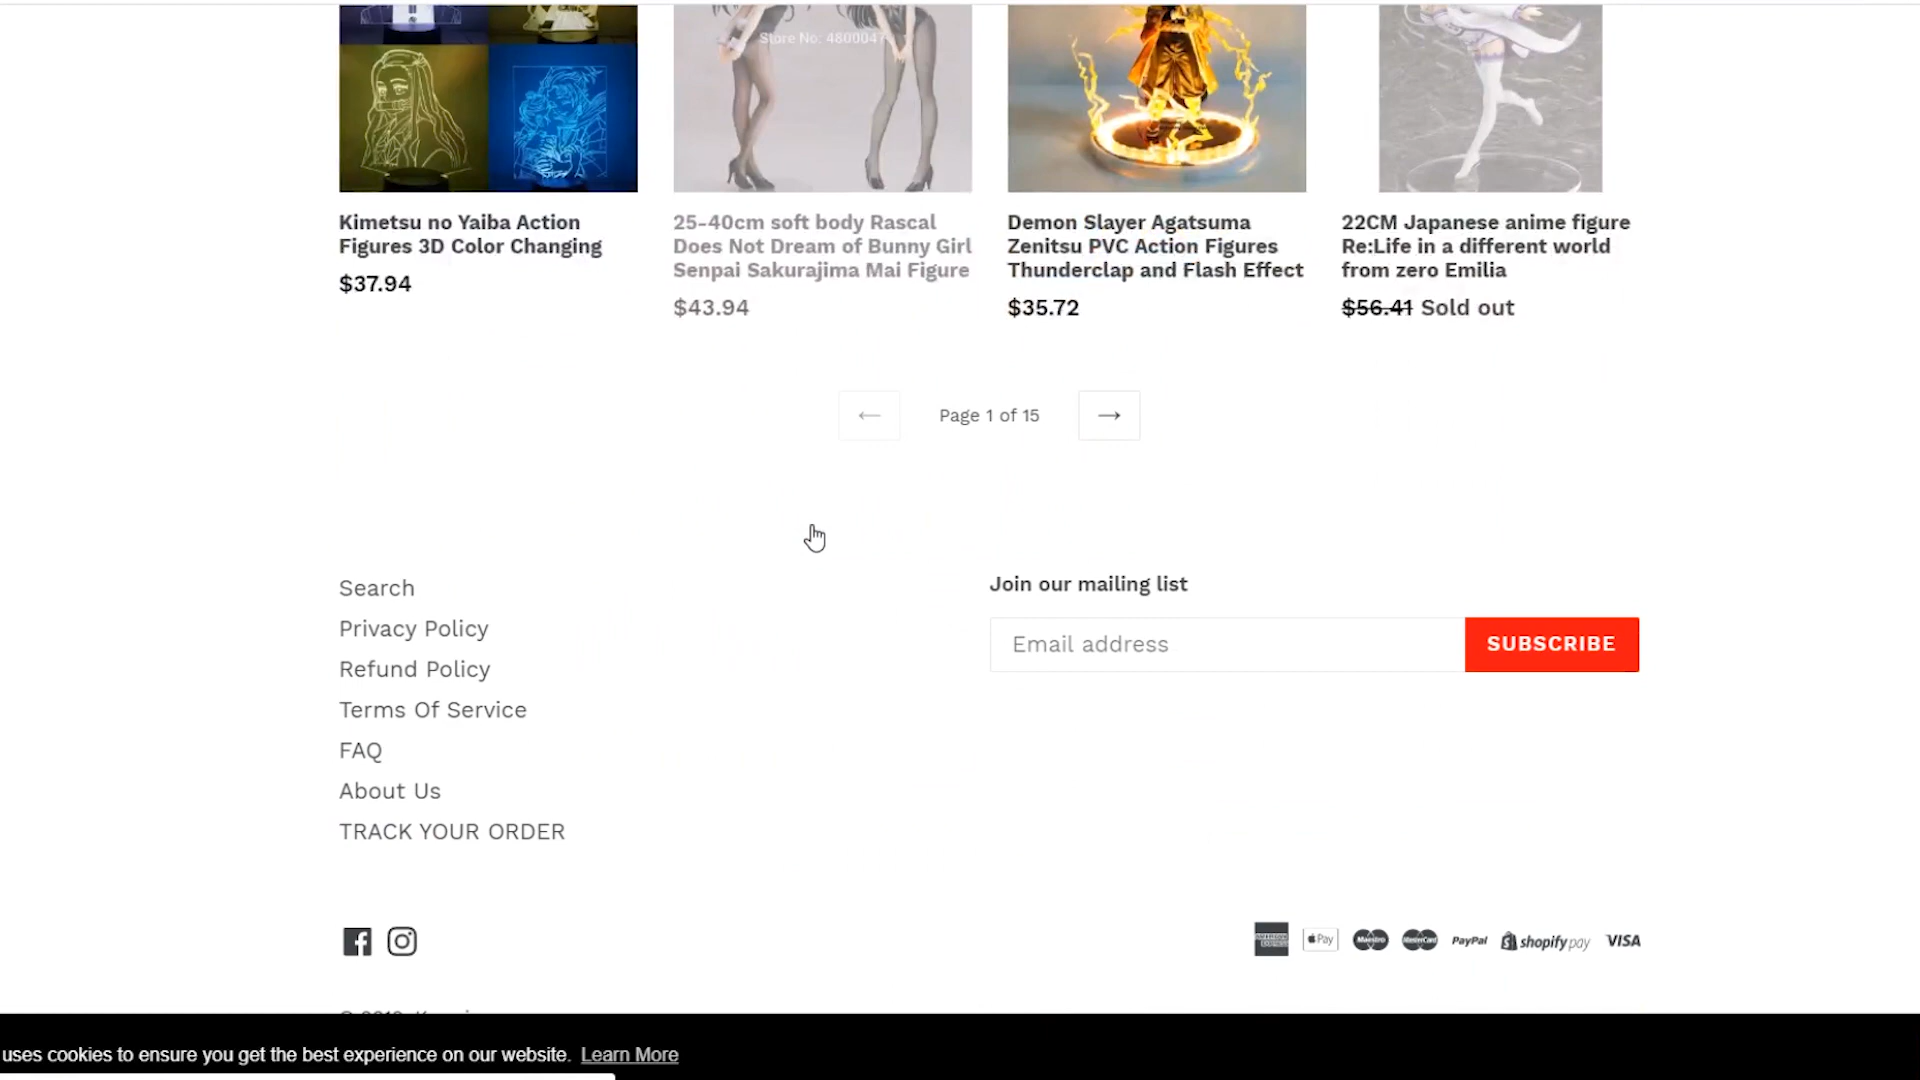 Store No: 4800047
Kimetsu no Yaiba Action
Figures 3D Color Changing
$37.94
25-40cm soft body Rascal
Does Not Dream of Bunny Girl
Senpai Sakurajima Mai Figure
$43.94
Demon Slayer Agatsuma
Zenitsu PVC Action Figures
Thunderclap and Flash Effect
$35.72
22CM Japanese anime figure
Re:Life in a different world
from zero Emilia
$56.41 Sold out
← Page 1 of 15 →
Search
Privacy Policy
Refund Policy
Terms Of Service
FAQ
About Us
TRACK YOUR ORDER
Join our mailing list
Email address
SUBSCRIBE
Pay Maestro MasterCard PayPal shopify pay VISA
uses cookies to ensure you get the best experience on our website. Learn More